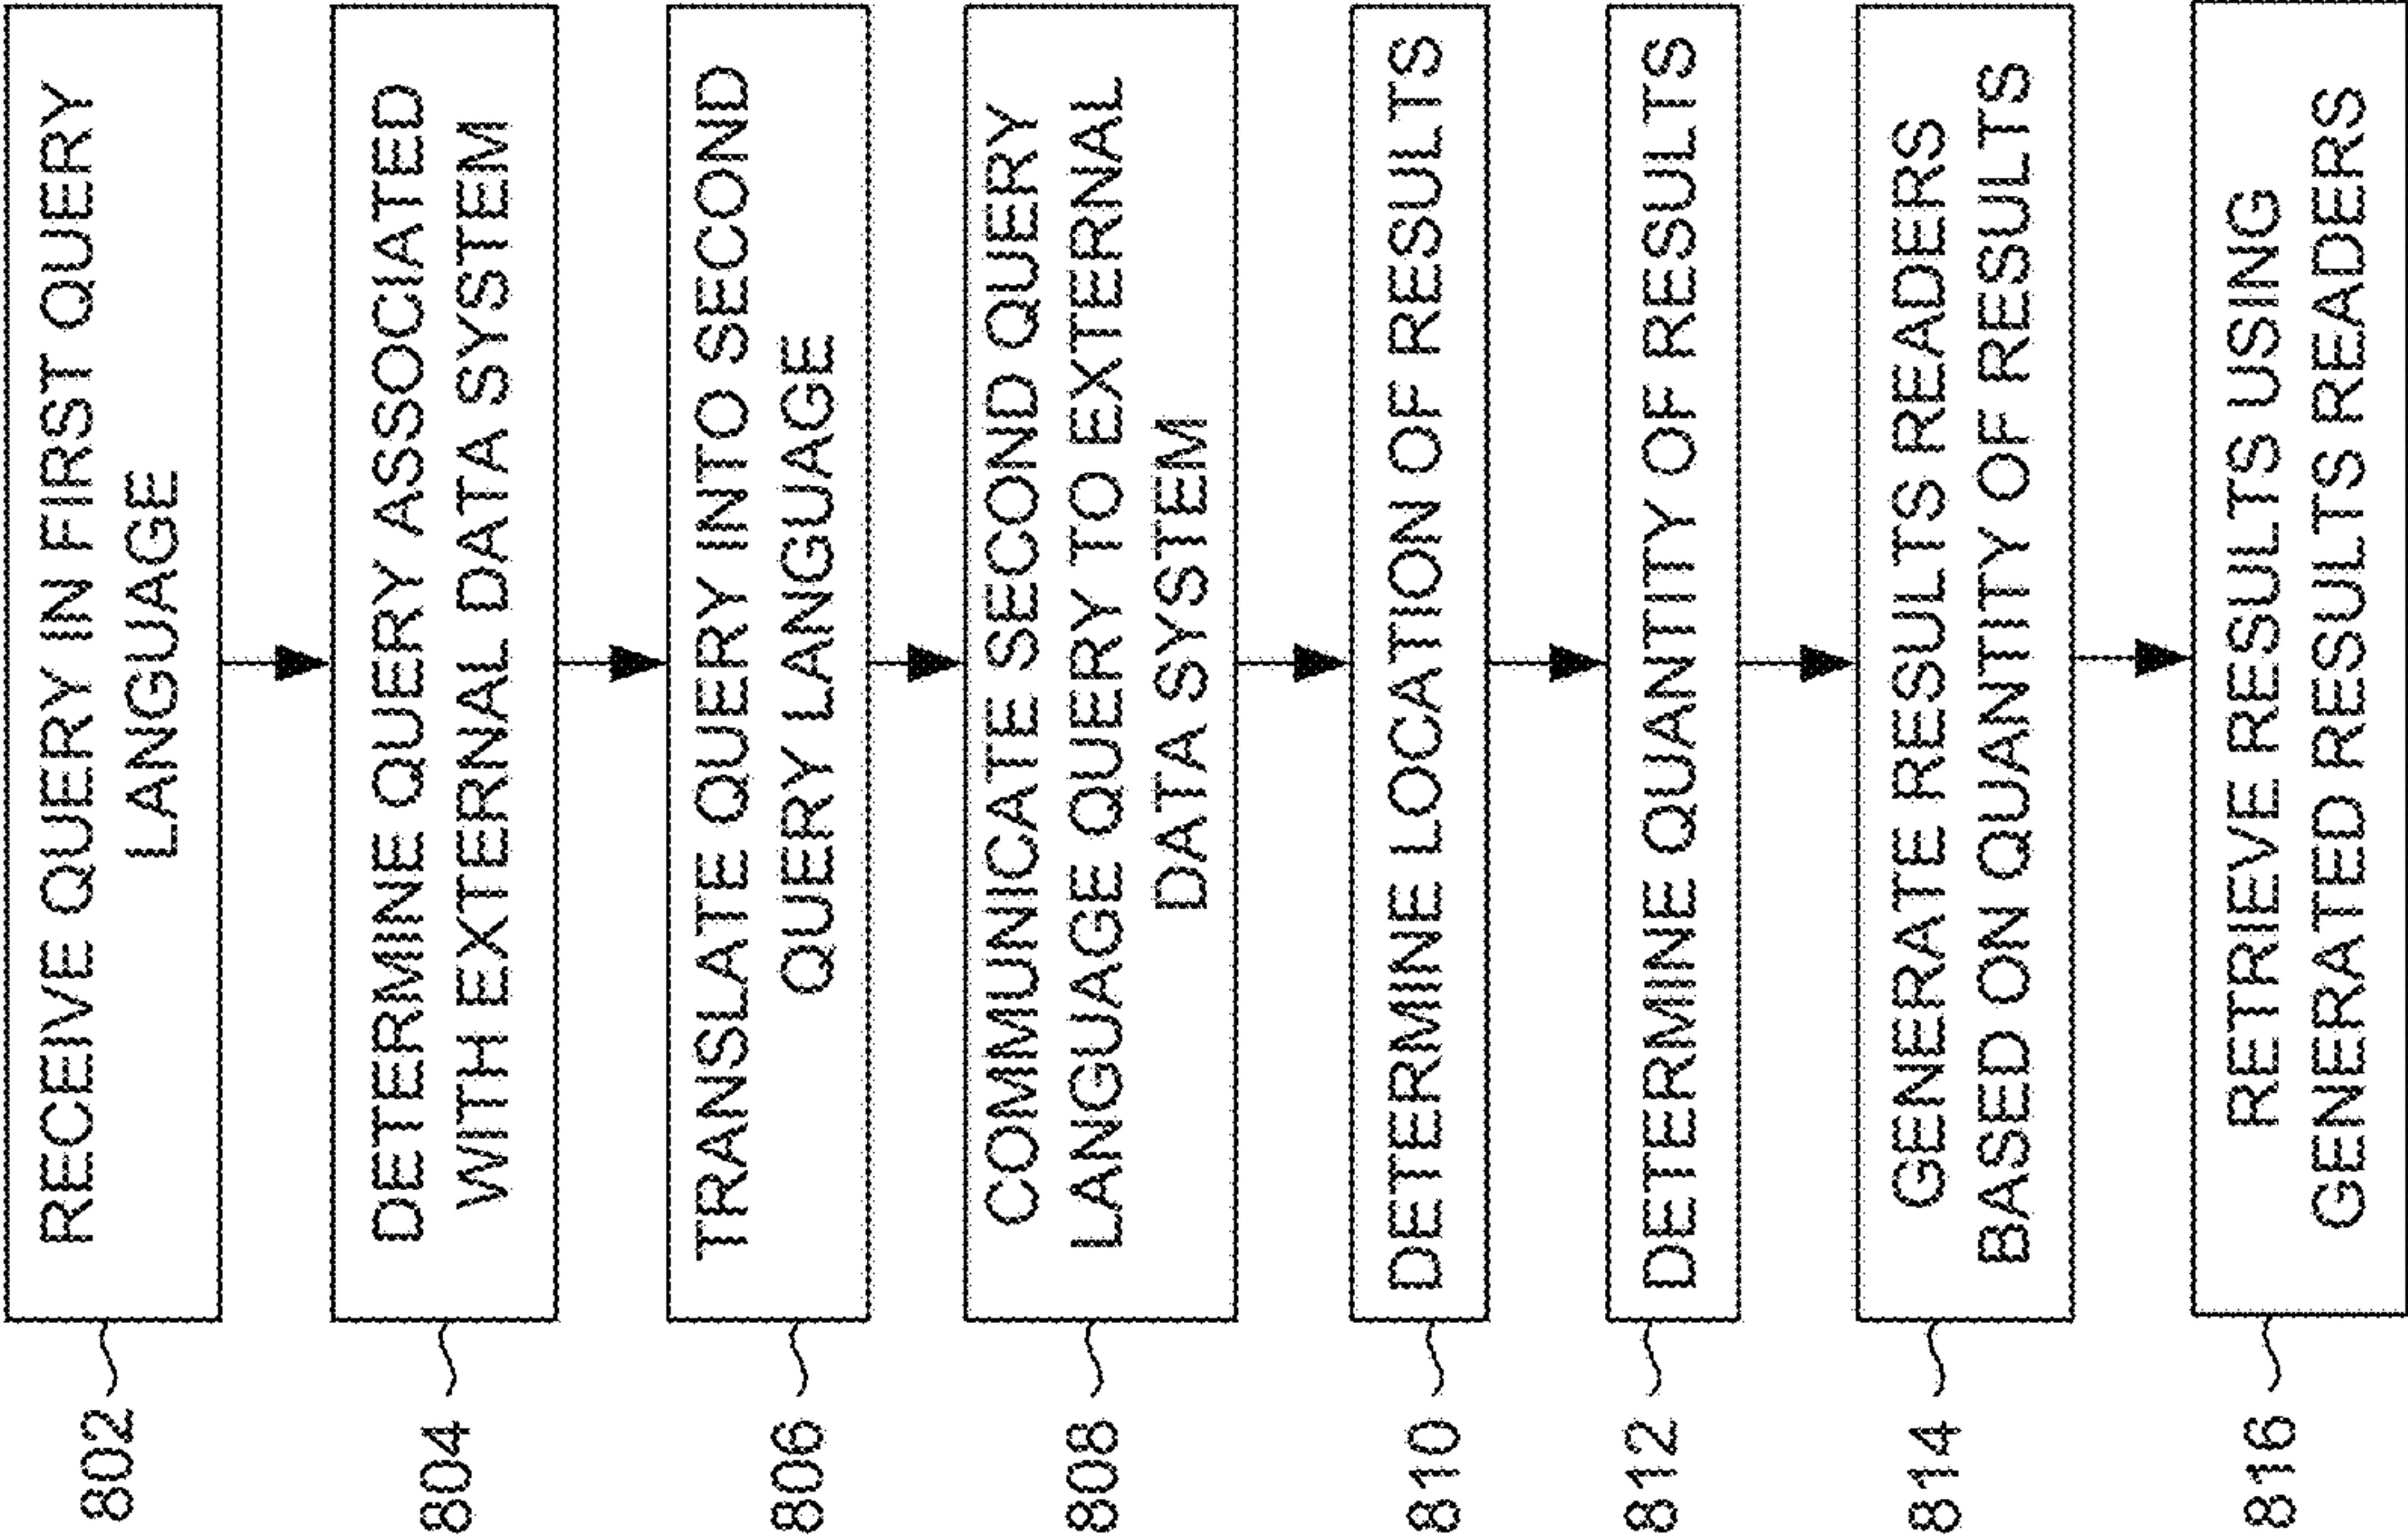 802
RECEIVE QUERY IN FIRST QUERY
LANGUAGE
804
DETERMINE QUERY ASSOCIATED
WITH EXTERNAL DATA SYSTEM
806
TRANSLATE QUERY INTO SECOND
QUERY LANGUAGE
808
COMMUNICATE SECOND QUERY
LANGUAGE QUERY TO EXTERNAL
DATA SYSTEM
810
DETERMINE LOCATION OF RESULTS
812
DETERMINE QUANTITY OF RESULTS
814
GENERATE RESULTS READERS
BASED ON QUANTITY OF RESULTS
816
RETRIEVE RESULTS USING
GENERATED RESULTS READERS